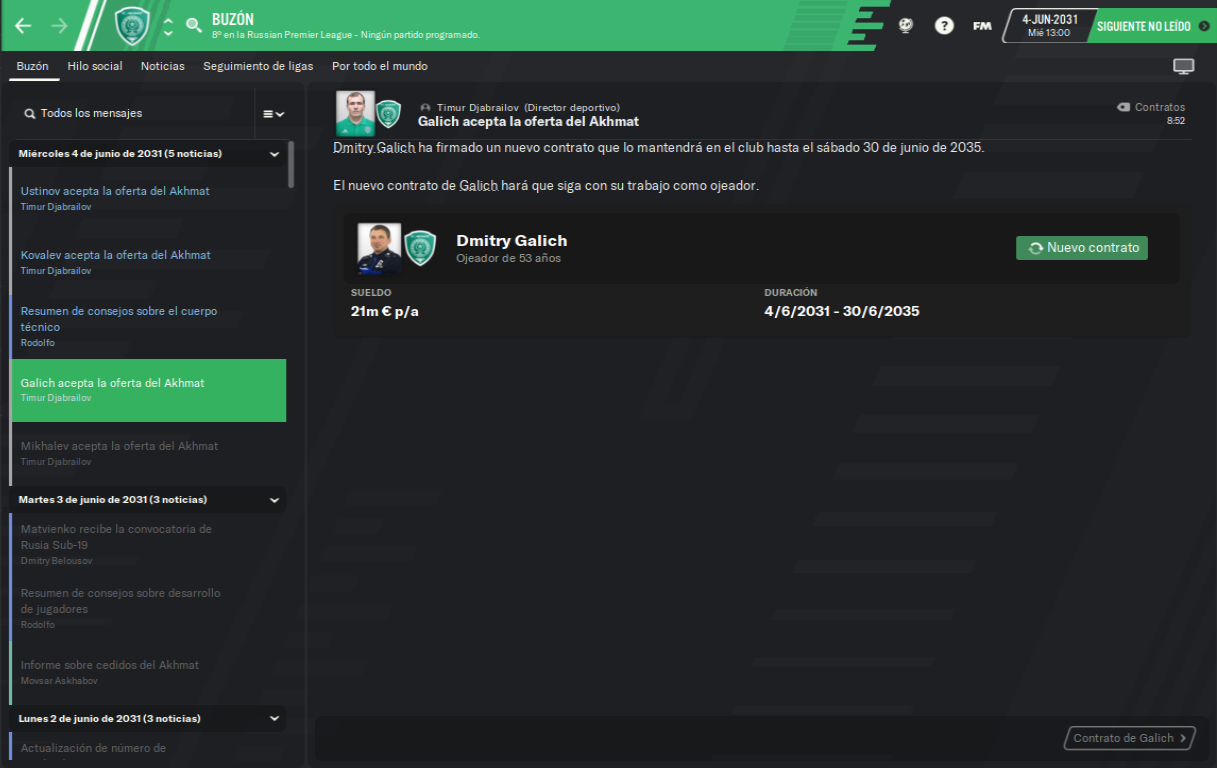 BUZÓN
8º en la Russian Premier League - Ningún partido programado.
FM
4-JUN-2031
Mié 13:00
SIGUIENTE NO LEÍDO
Buzón Hilo social Noticias Seguimiento de ligas Por todo el mundo
Todos los mensajes
Miércoles 4 de junio de 2031 (5 noticias)
Ustinov acepta la oferta del Akhmat
Timur Djabrailov
Kovalev acepta la oferta del Akhmat
Timur Djabrailov
Resumen de consejos sobre el cuerpo
técnico
Rodolfo
Galich acepta la oferta del Akhmat
Timur Djabrailov
Mikhalev acepta la oferta del Akhmat
Timur Djabrailov
Martes 3 de junio de 2031 (3 noticias)
Matvienko recibe la convocatoria de
Rusia Sub-19
Dmitry Belousov
Resumen de consejos sobre desarrollo
de jugadores
Rodolfo
Informe sobre cedidos del Akhmat
Movsar Askhabov
Lunes 2 de junio de 2031 (3 noticias)
Actualización de número de
Timur Djabrailov (Director deportivo)
Galich acepta la oferta del Akhmat
Contratos
8:52
Dmitry Galich ha firmado un nuevo contrato que lo mantendrá en el club hasta el sábado 30 de junio de 2035.
El nuevo contrato de Galich hará que siga con su trabajo como ojeador.
Dmitry Galich
Ojeador de 53 años
Nuevo contrato
SUELDO
21m € p/a
DURACIÓN
4/6/2031 - 30/6/2035
Contrato de Galich